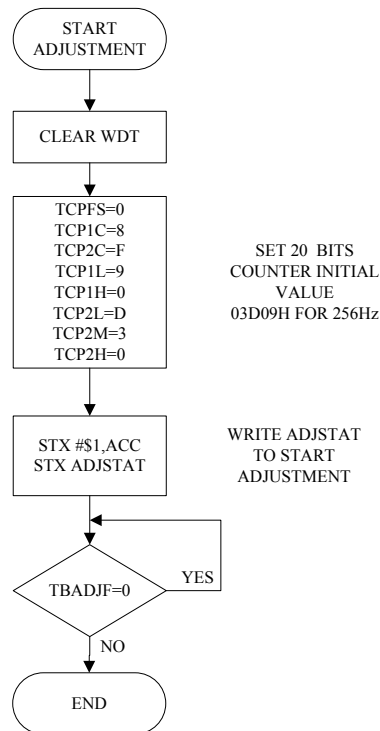 START
ADJUSTMENT
CLEAR WDT
TCPFS=0
TCP1C=8
TCP2C=F
TCP1L=9
TCP1H=0
TCP2L=D
TCP2M=3
TCP2H=0
SET 20 BITS
COUNTER INITIAL
VALUE
03D09H FOR 256Hz
STX #$1,ACC
STX ADJSTAT
WRITE ADJSTAT
TO START
ADJUSTMENT
TBADJF=0
YES
NO
END